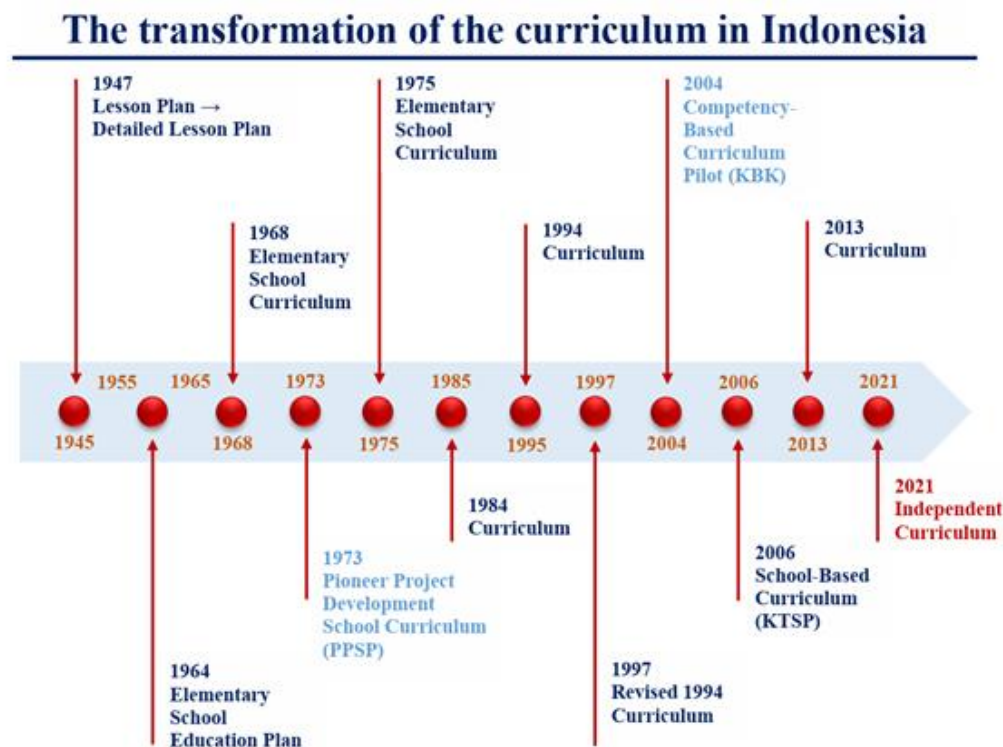 The transformation of the curriculum in Indonesia
1947
Lesson Plan →
Detailed Lesson Plan
1975
Elementary
School
Curriculum
2004
Competency-
Based
Curriculum
Pilot (KBK)
1968
Elementary
School
Curriculum
1994
Curriculum
2013
Curriculum
1955 1965 1973 1985 1997 2006 2021
1945 1968 1975 1995 2004 2013
1984
Curriculum
2021
Independent
Curriculum
1973
Pioneer Project
Development
School Curriculum
(PPSP)
2006
School-Based
Curriculum
(KTSP)
1964
Elementary
School
Education Plan
1997
Revised 1994
Curriculum